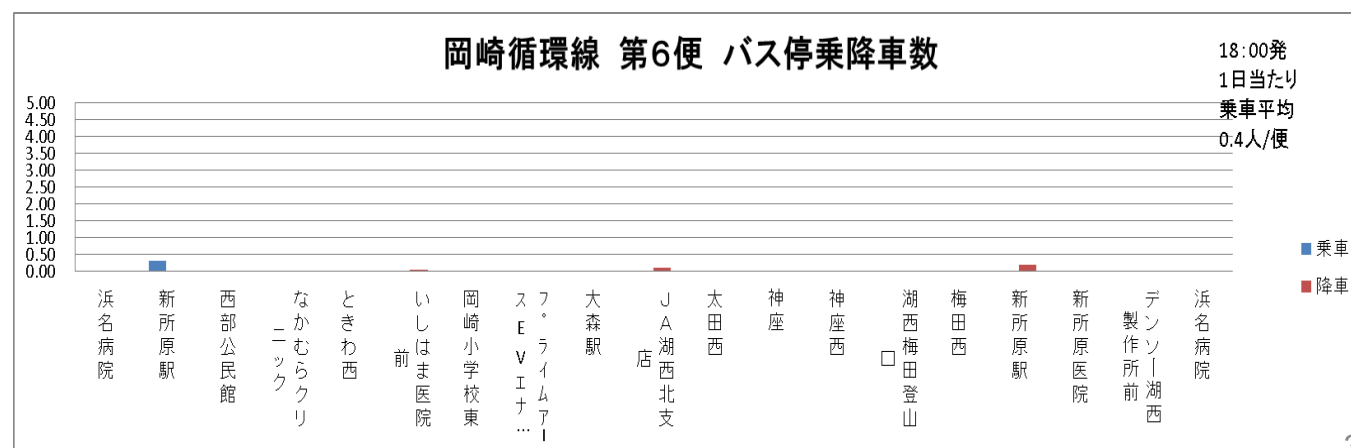 岡崎循環線 第6便 バス停乗降車数
18:00発
1日当たり
乗車平均
0.4人/便
5.00
4.50
4.00
3.50
3.00
2.50
2.00
1.50
1.00
0.50
0.00
乗車
降車
浜名病院
新所原駅
西部公民館
なかむらクリ
ニック
ときわ西
いしはま医院
前
岡崎小学校東
プライムアー
スEVエナ…
大森駅
JA湖西北支
店
太田西
神座
神座西
湖西梅田登山
口
梅田西
新所原駅
新所原医院
デンソー湖西
製作所前
浜名病院